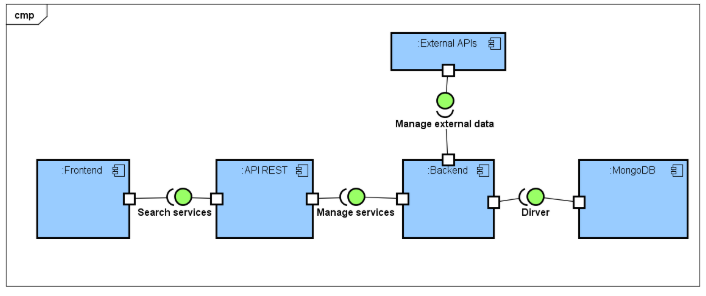 cmp
:External APIs
Manage external data
:Frontend
:API REST
:Backend
:MongoDB
Search services
Manage services
Dirver